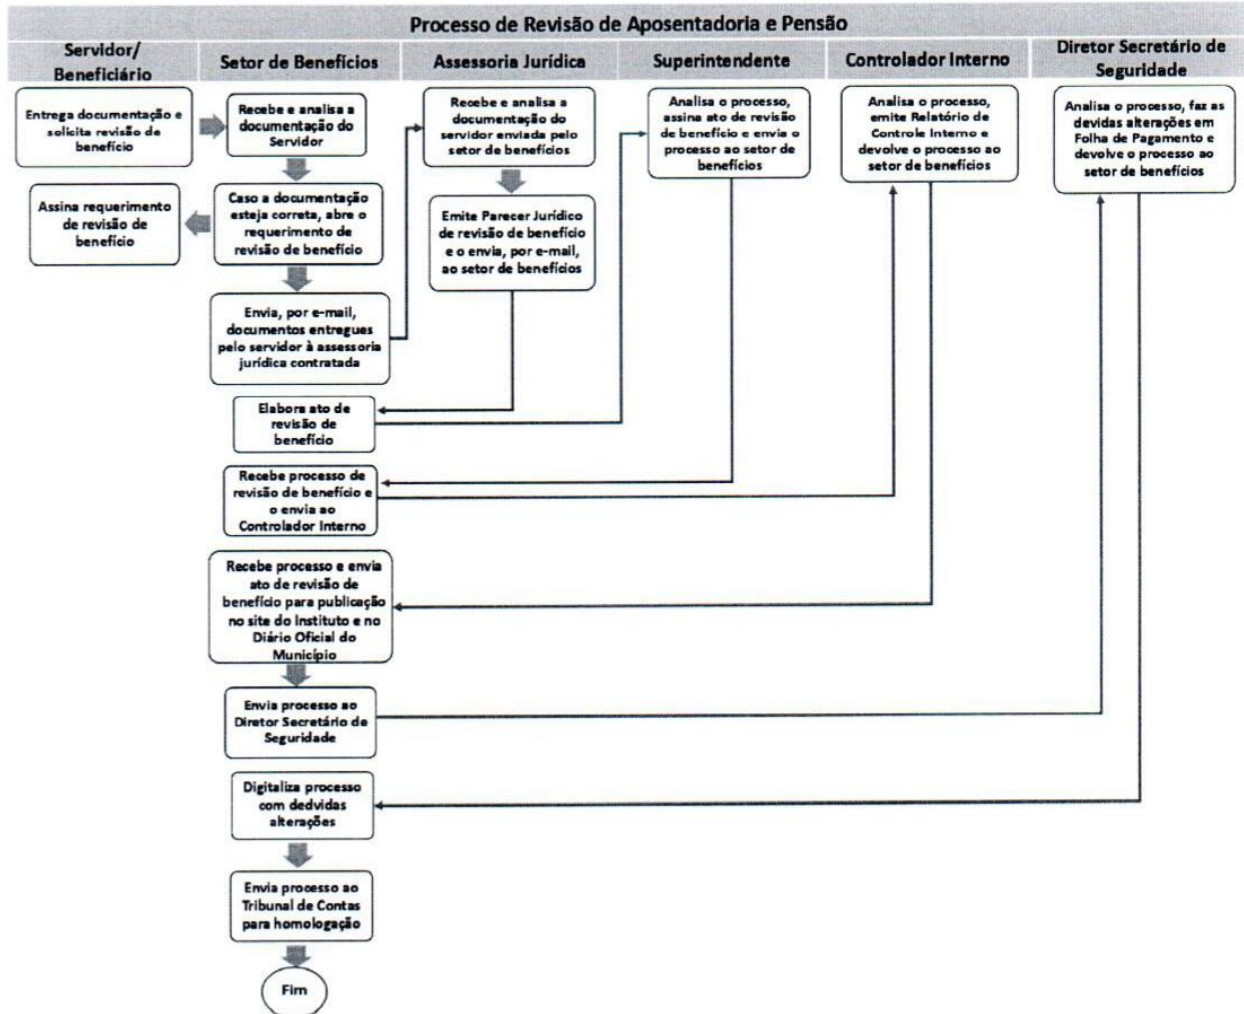 Processo de Revisão de Aposentadoria e Pensão
Servidor/
Beneficiário
Setor de Benefícios
Assessoria Jurídica
Superintendente
Controlador Interno
Diretor Secretário de
Seguridade
Entrega documentação e
solicita revisão de
benefício
Recebe e analisa a
documentação do
Servidor
Recebe e analisa a
documentação do
servidor enviada pelo
setor de benefícios
Analisa o processo,
assina ato de revisão
de benefício e envia o
processo ao setor de
benefícios
Analisa o processo,
emite Relatório de
Controle Interno e
devolve o processo ao
setor de benefícios
Analisa o processo, faz as
devidas alterações em
Folha de Pagamento e
devolve o processo ao
setor de benefícios
Assina requerimento
de revisão de
benefício
Caso a documentação
esteja correta, abre o
requerimento de
revisão de benefício
Emite Parecer Jurídico
de revisão de benefício
e o envia, por e-mail,
ao setor de benefícios
Envia, por e-mail,
documentos entregues
pelo servidor à assessoria
jurídica contratada
Elabora ato de
revisão de
benefício
Recebe processo de
revisão de benefício e
o envia ao
Controlador Interno
Recebe processo e envia
ato de revisão de
benefício para publicação
no site do Instituto e no
Diário Oficial do
Município
Envia processo ao
Diretor Secretário de
Seguridade
Digitaliza processo
com dedvidas
alterações
Envia processo ao
Tribunal de Contas
para homologação
Fim